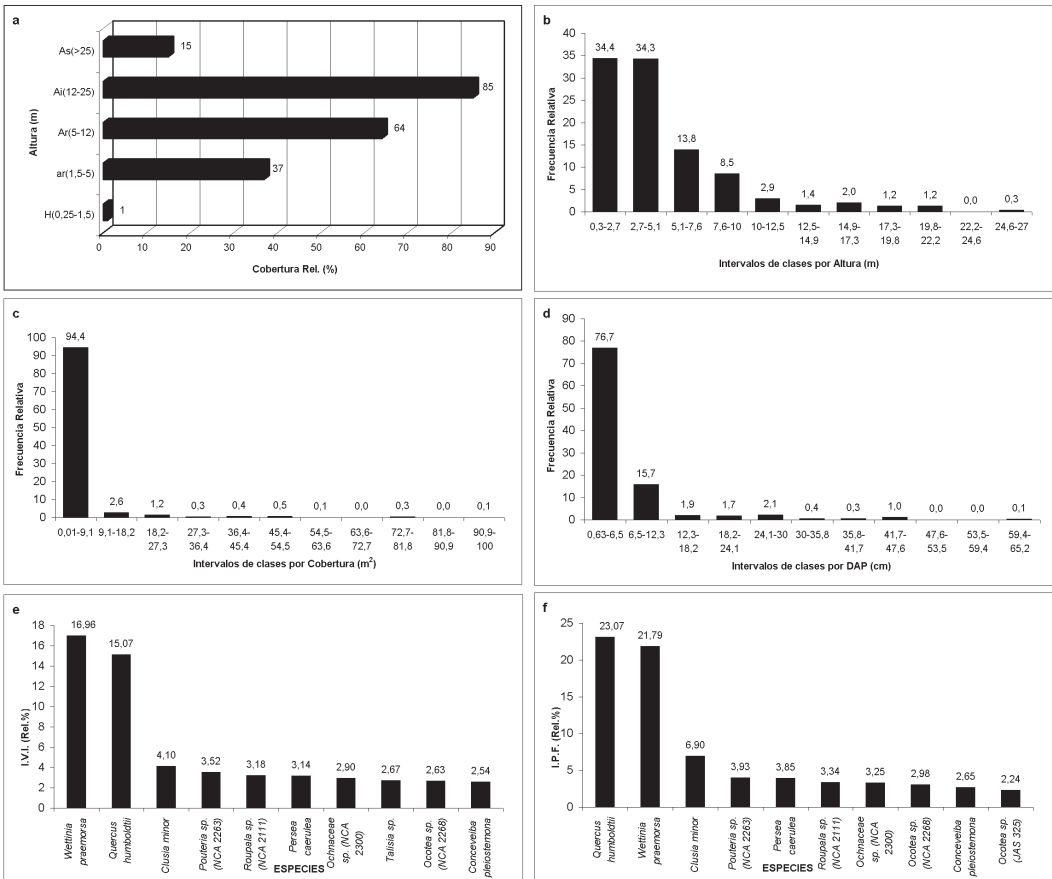 a
As(>25)
15
Ai(12-25)
85
Ar(5-12)
64
ar(1,5-5)
37
H(0,25-1,5)
1
Altura (m)
0 10 20 30 40 50 60 70 80 90
Cobertura Rel. (%)
b
Frecuencia Relativa
40
35
30
25
20
15
10
5
0
34,4 34,3 13,8 8,5 2,9 1,4 2,0 1,2 1,2 0,0 0,3
0,3-2,7 2,7-5,1 5,1-7,6 7,6-10 10-12,5 12,5-14,9 14,9-17,3 17,3-19,8 19,8-22,2 22,2-24,6 24,6-27
Intervalos de clases por Altura (m)
c
Frecuencia Relativa
100
90
80
70
60
50
40
30
20
10
0
94,4 2,6 1,2 0,3 0,4 0,5 0,1 0,0 0,3 0,0 0,1
0,01-9,1 9,1-18,2 18,2-27,3 27,3-36,4 36,4-45,4 45,4-54,5 54,5-63,6 63,6-72,7 72,7-81,8 81,8-90,9 90,9-100
Intervalos de clases por Cobertura (m²)
d
Frecuencia Relativa
90
80
70
60
50
40
30
20
10
0
76,7 15,7 1,9 1,7 2,1 0,4 0,3 1,0 0,0 0,0 0,1
0,63-6,5 6,5-12,3 12,3-18,2 18,2-24,1 24,1-30 30-35,8 35,8-41,7 41,7-47,6 47,6-53,5 53,5-59,4 59,4-65,2
Intervalos de clases por DAP (cm)
e
I.V.I. (Rel.%)
18
16
14
12
10
8
6
4
2
0
16,96 15,07 4,10 3,52 3,18 3,14 2,90 2,67 2,63 2,54
Wettinia praemorsa
Quercus humboldtii
Clusia minor
Pouteria sp. (NCA 2263)
Roupala sp. (NCA 2111)
Persea caerulea
Ochnaceae sp. (NCA 2300)
Talisia sp.
Ocotea sp. (NCA 2268)
Conceveiba pleiostemona
ESPECIES
f
I.P.F. (Rel.%)
25
20
15
10
5
0
23,07 21,79 6,90 3,93 3,85 3,34 3,25 2,98 2,65 2,24
Quercus humboldtii
Wettinia praemorsa
Clusia minor
Pouteria sp. (NCA 2263)
Persea caerulea
Roupala sp. (NCA 2111)
Ochnaceae sp. (NCA 2300)
Ocotea sp. (NCA 2268)
Conceveiba pleiostemona
Ocotea sp. (JAS 325)
ESPECIES